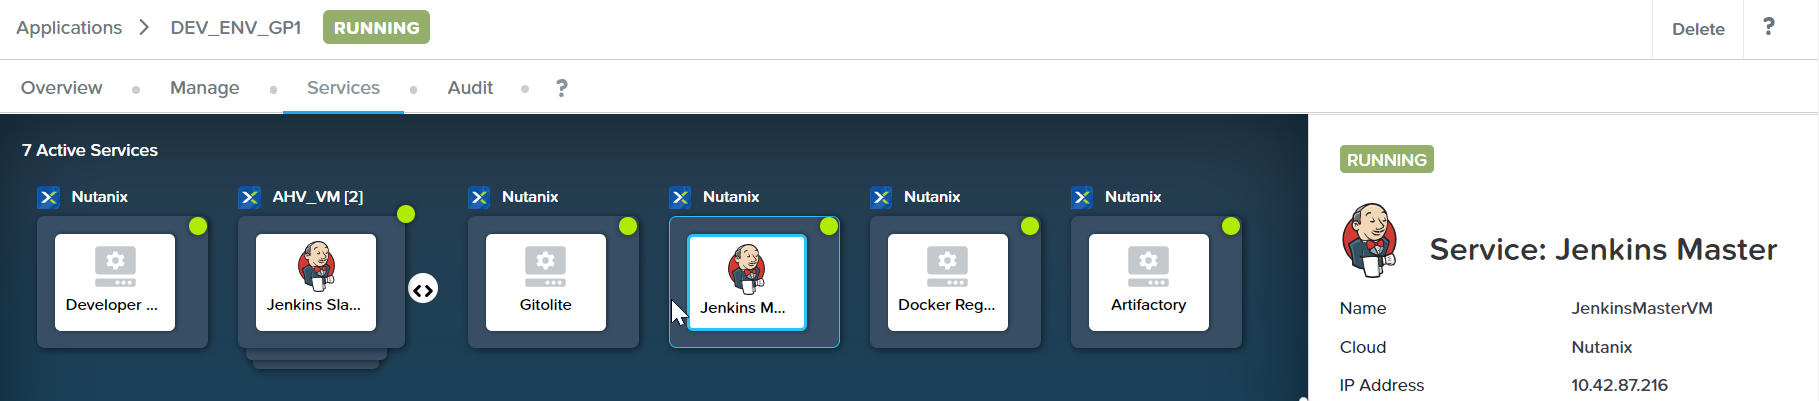 Applications > DEV_ENV_GP1 RUNNING Delete ?
Overview Manage Services Audit ?
7 Active Services
Nutanix AHV_VM [2] Nutanix Nutanix Nutanix Nutanix
Developer ... Jenkins Sla... Gitolite Jenkins M... Docker Reg... Artifactory
RUNNING
Service: Jenkins Master
Name JenkinsMasterVM
Cloud Nutanix
IP Address 10.42.87.216